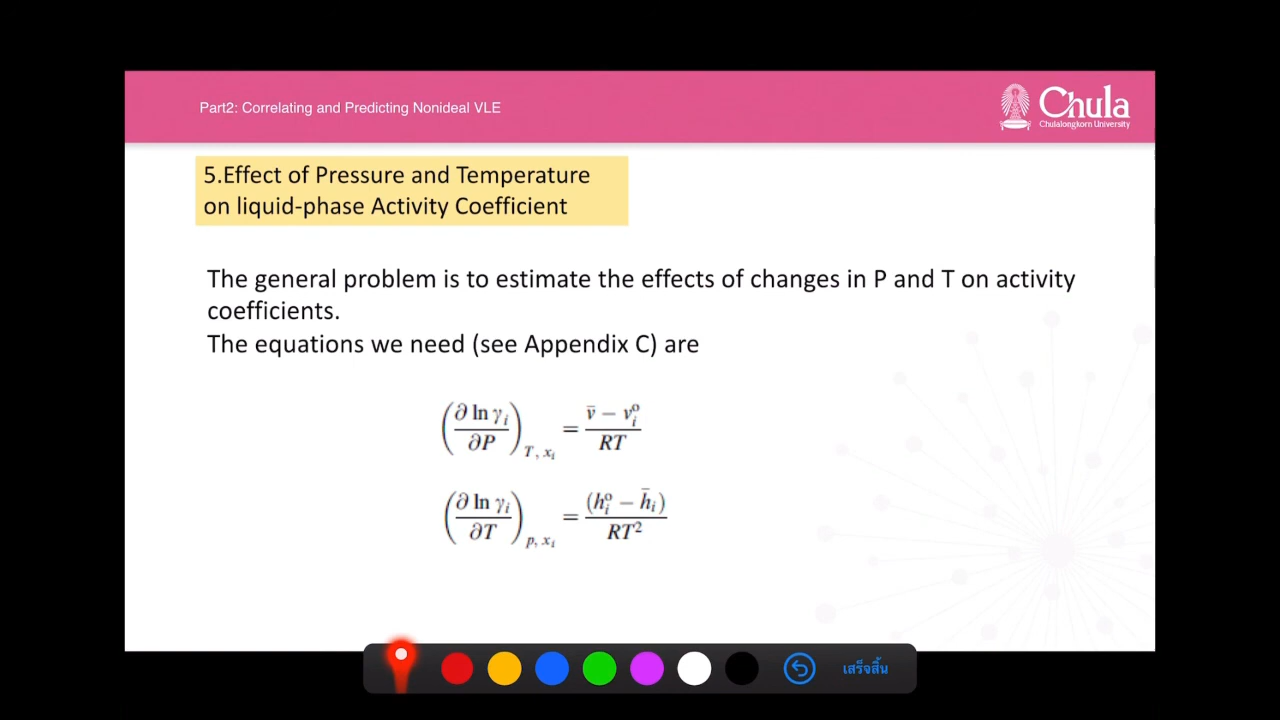 Part2: Correlating and Predicting Nonideal VLE
Chula
Chulalongkorn University
5.Effect of Pressure and Temperature
on liquid-phase Activity Coefficient
The general problem is to estimate the effects of changes in P and T on activity
coefficients.
The equations we need (see Appendix C) are
(∂ ln γᵢ / ∂P)_{T, xᵢ} = (v̄ − vᵢᵒ) / RT
(∂ ln γᵢ / ∂T)_{p, xᵢ} = (hᵢᵒ − h̄ᵢ) / RT²
เสร็จสิ้น